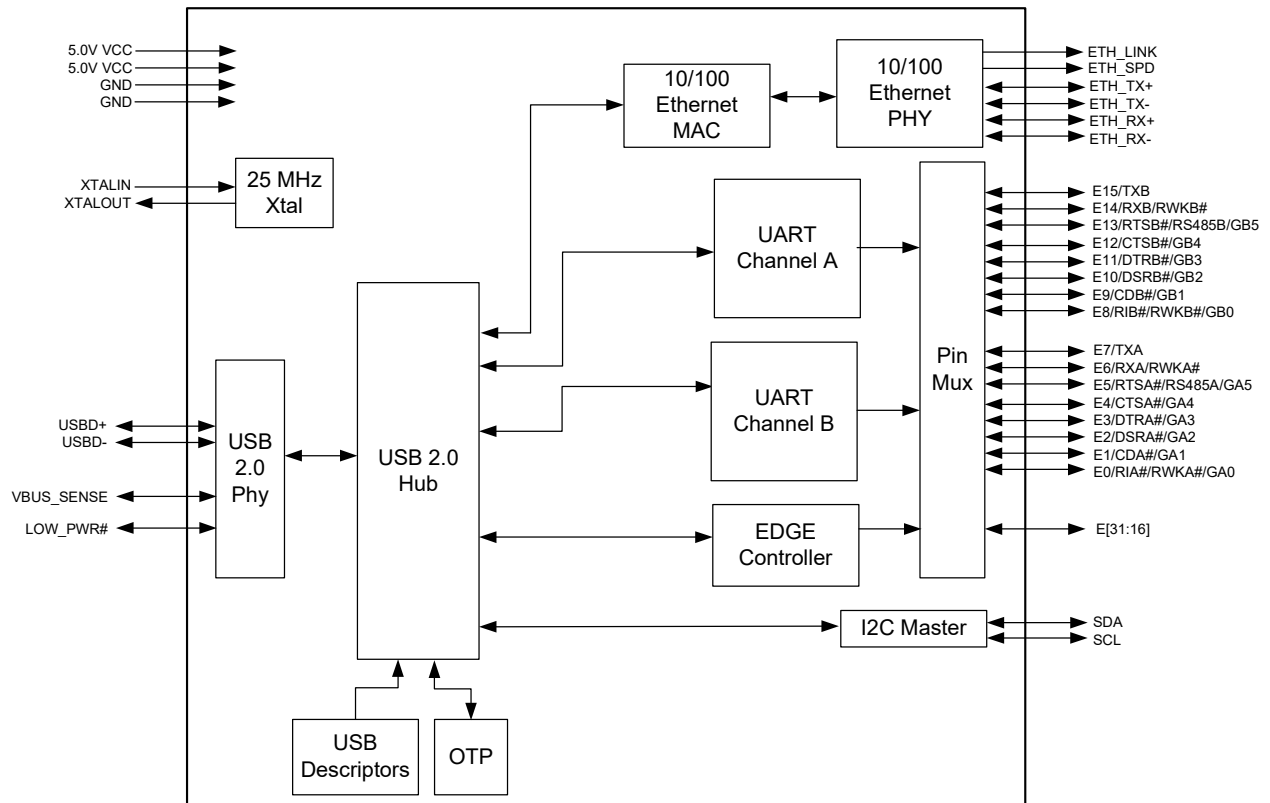 5.0V VCC
5.0V VCC
GND
GND
XTALIN
XTALOUT
25 MHz
Xtal
USBD+
USBD-
VBUS_SENSE
LOW_PWR#
USB
2.0
Phy
USB 2.0
Hub
USB
Descriptors
OTP
10/100
Ethernet
MAC
10/100
Ethernet
PHY
UART
Channel A
UART
Channel B
EDGE
Controller
I2C Master
Pin
Mux
ETH_LINK
ETH_SPD
ETH_TX+
ETH_TX-
ETH_RX+
ETH_RX-
E15/TXB
E14/RXB/RWKB#
E13/RTSB#/RS485B/GB5
E12/CTSB#/GB4
E11/DTRB#/GB3
E10/DSRB#/GB2
E9/CDB#/GB1
E8/RIB#/RWKB#/GB0
E7/TXA
E6/RXA/RWKA#
E5/RTSA#/RS485A/GA5
E4/CTSA#/GA4
E3/DTRA#/GA3
E2/DSRA#/GA2
E1/CDA#/GA1
E0/RIA#/RWKA#/GA0
E[31:16]
SDA
SCL